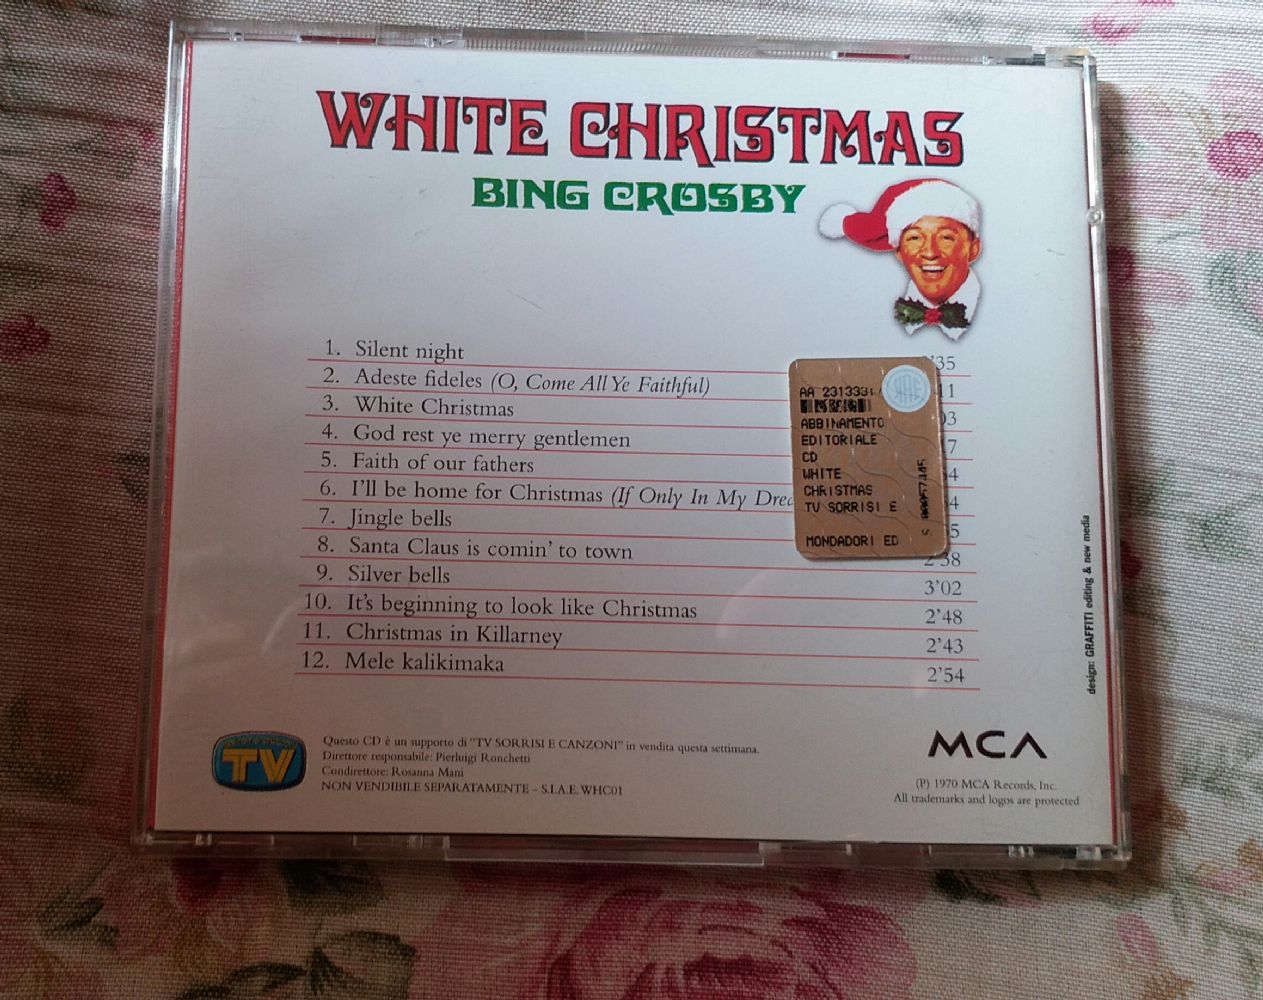 WHITE CHRISTMAS
BING CROSBY
1. Silent night
2. Adeste fideles (O, Come All Ye Faithful)
3. White Christmas
4. God rest ye merry gentlemen
5. Faith of our fathers
6. I'll be home for Christmas (If Only In My
7. Jingle bells
8. Santa Claus is comin' to town 2'38
9. Silver bells 3'02
10. It's beginning to look like Christmas 2'48
11. Christmas in Killarney 2'43
12. Mele kalikimaka 2'54
ABBINAMENTO
EDITORIALE
CD
WHITE
CHRISTMAS
TV SORRISI E
MONDADORI ED
TV
Questo CD è un supporto di "TV SORRISI E CANZONI" in vendita questa settimana.
Direttore responsabile: Pierluigi Ronchetti
Condirettore: Rosanna Mani
NON VENDIBILE SEPARATAMENTE - S.I.A.E. WHC01
MCA
(P) 1970 MCA Records, Inc.
All trademarks and logos are protected
design: GRAFFITI editing & new media